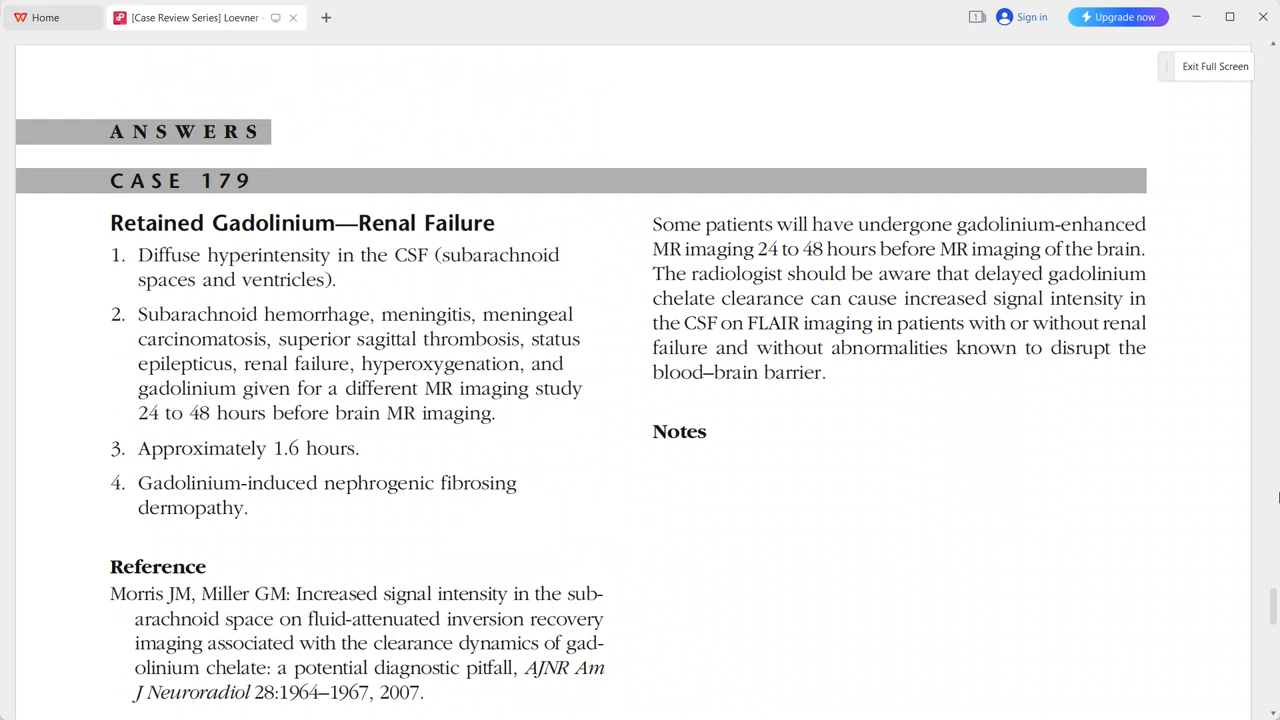 Home
[Case Review Series] Loevner -
1
Sign in
Upgrade now
Exit Full Screen
ANSWERS
CASE 179
Retained Gadolinium—Renal Failure
1. Diffuse hyperintensity in the CSF (subarachnoid
spaces and ventricles).
2. Subarachnoid hemorrhage, meningitis, meningeal
carcinomatosis, superior sagittal thrombosis, status
epilepticus, renal failure, hyperoxygenation, and
gadolinium given for a different MR imaging study
24 to 48 hours before brain MR imaging.
3. Approximately 1.6 hours.
4. Gadolinium-induced nephrogenic fibrosing
dermopathy.
Reference
Morris JM, Miller GM: Increased signal intensity in the sub-
arachnoid space on fluid-attenuated inversion recovery
imaging associated with the clearance dynamics of gad-
olinium chelate: a potential diagnostic pitfall, AJNR Am
J Neuroradiol 28:1964–1967, 2007.
Some patients will have undergone gadolinium-enhanced
MR imaging 24 to 48 hours before MR imaging of the brain.
The radiologist should be aware that delayed gadolinium
chelate clearance can cause increased signal intensity in
the CSF on FLAIR imaging in patients with or without renal
failure and without abnormalities known to disrupt the
blood–brain barrier.
Notes